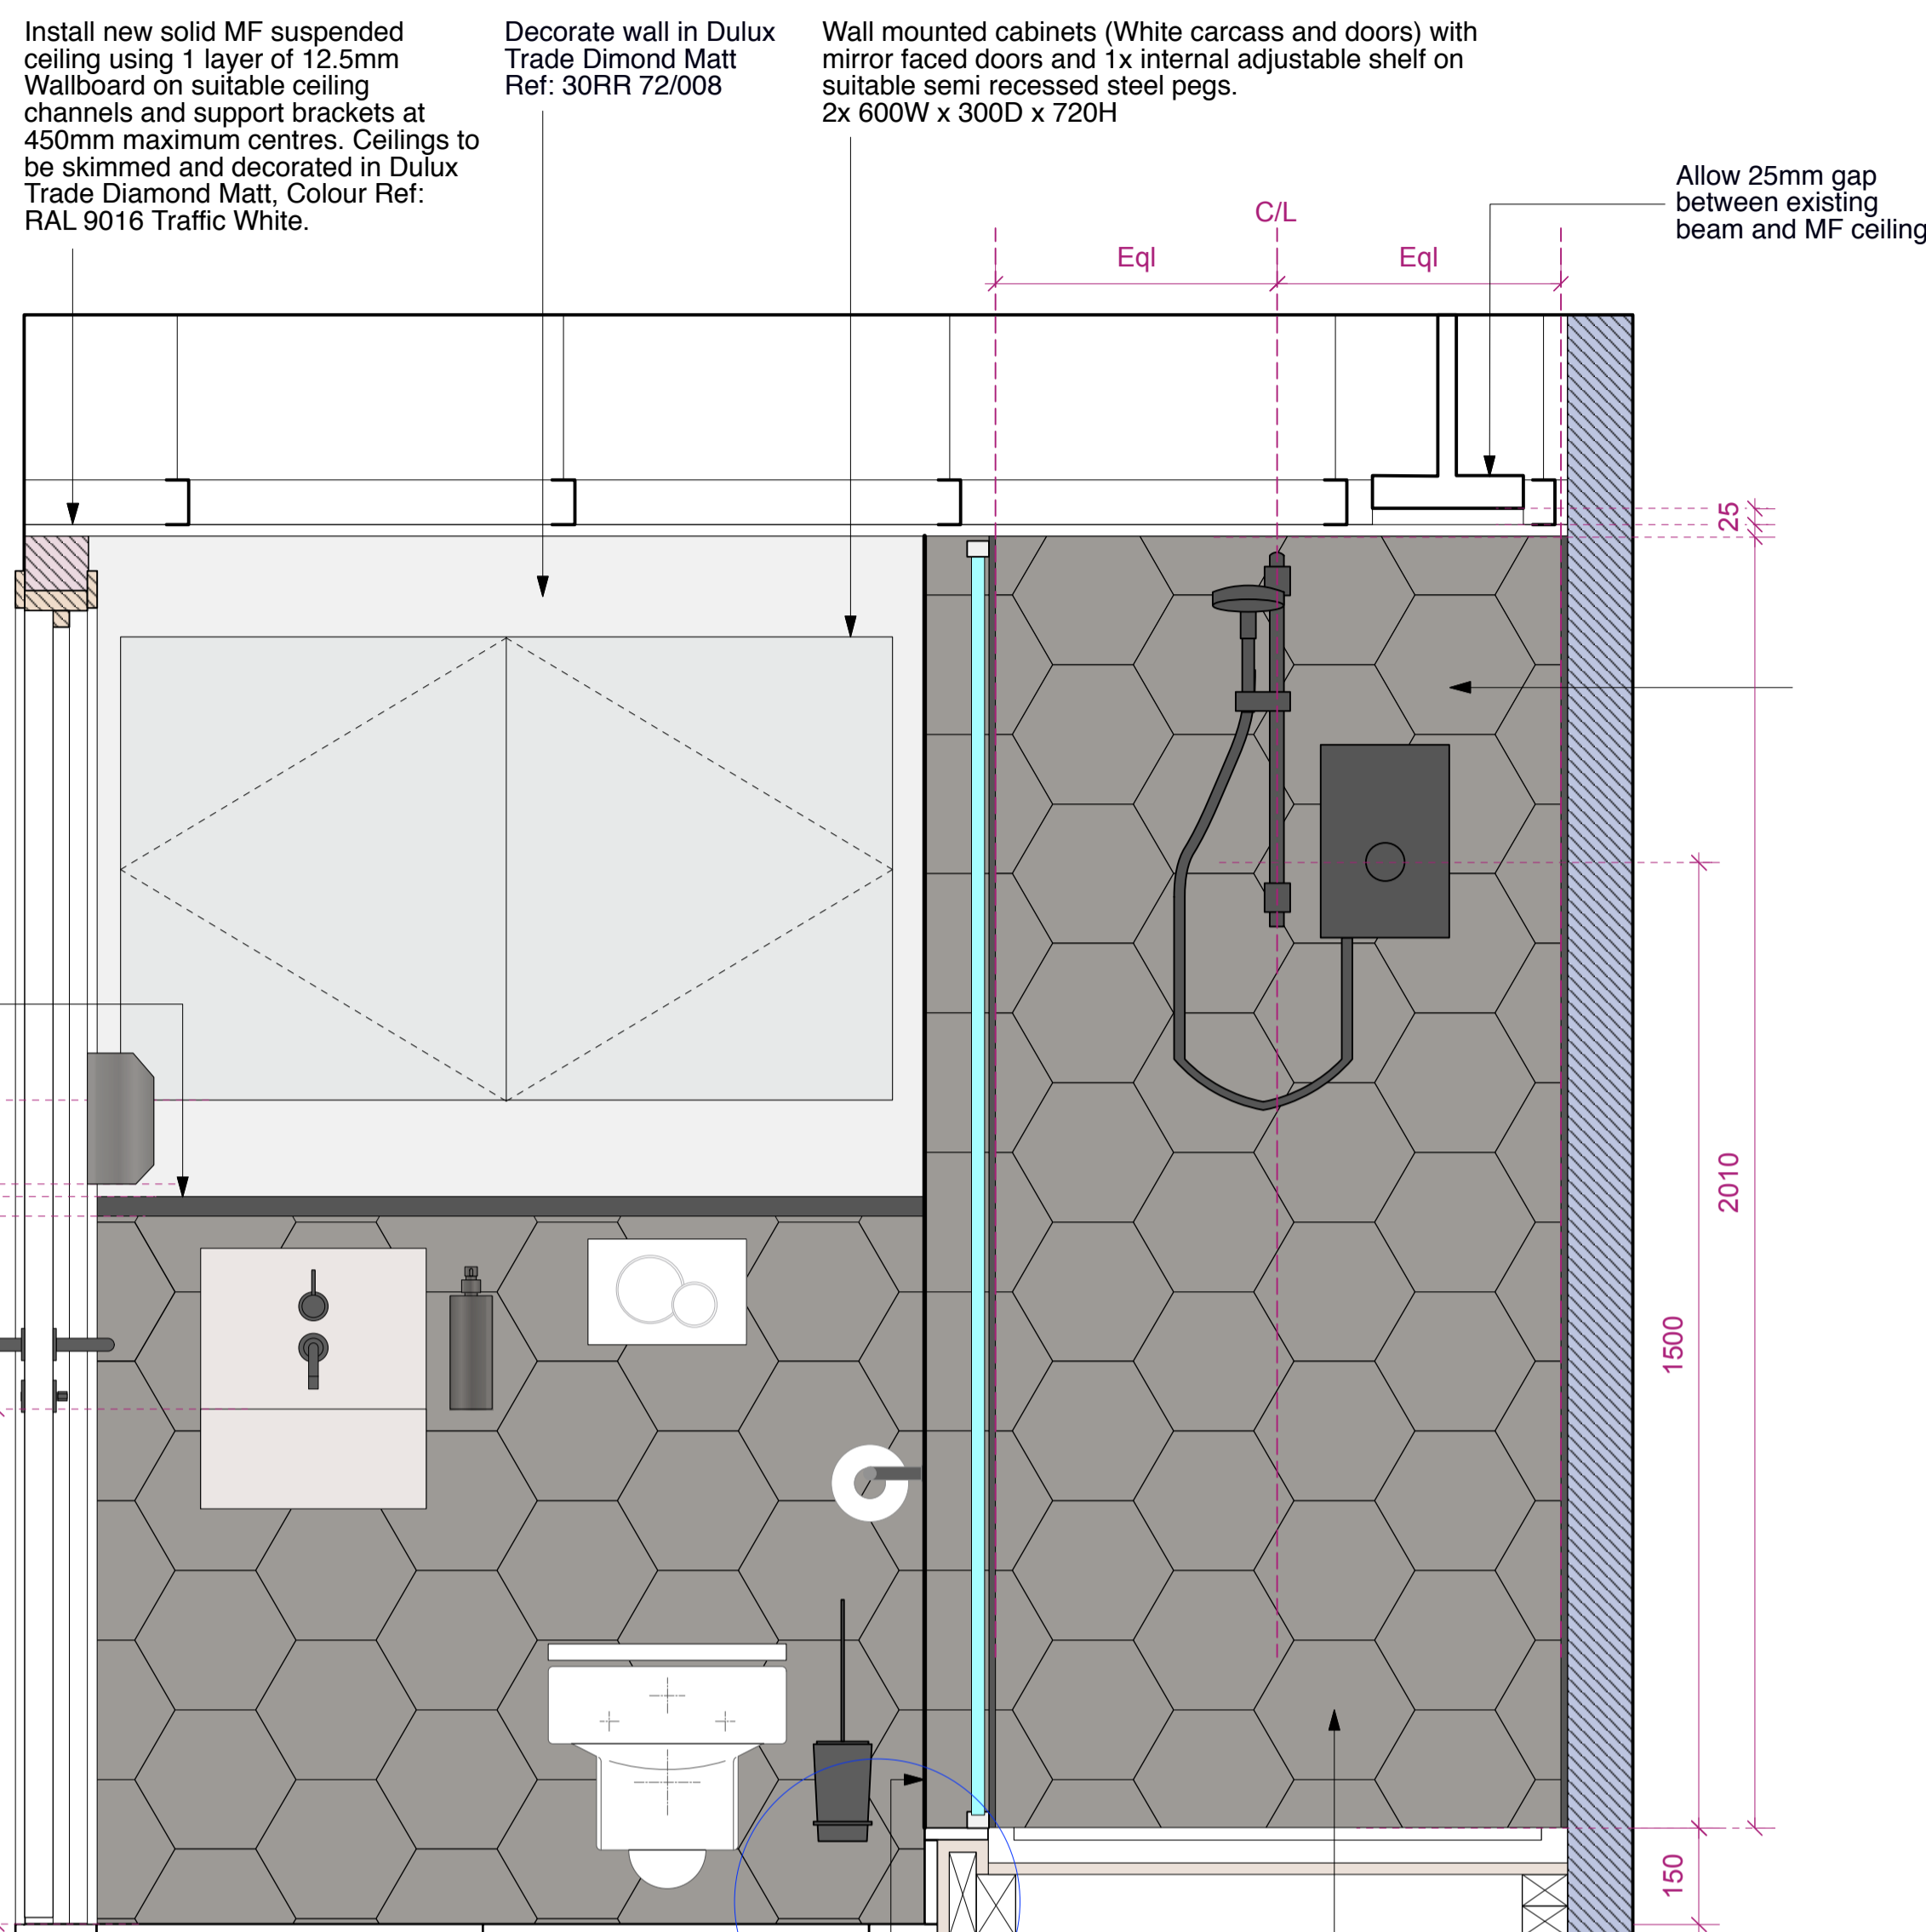 Install new solid MF suspended
ceiling using 1 layer of 12.5mm
Wallboard on suitable ceiling
channels and support brackets at
450mm maximum centres. Ceilings to
be skimmed and decorated in Dulux
Trade Diamond Matt, Colour Ref:
RAL 9016 Traffic White.
Decorate wall in Dulux
Trade Dimond Matt
Ref: 30RR 72/008
Wall mounted cabinets (White carcass and doors) with
mirror faced doors and 1x internal adjustable shelf on
suitable semi recessed steel pegs.
2x 600W x 300D x 720H
Allow 25mm gap
between existing
beam and MF ceiling
C/L
Eql
Eql
25
2010
1500
150